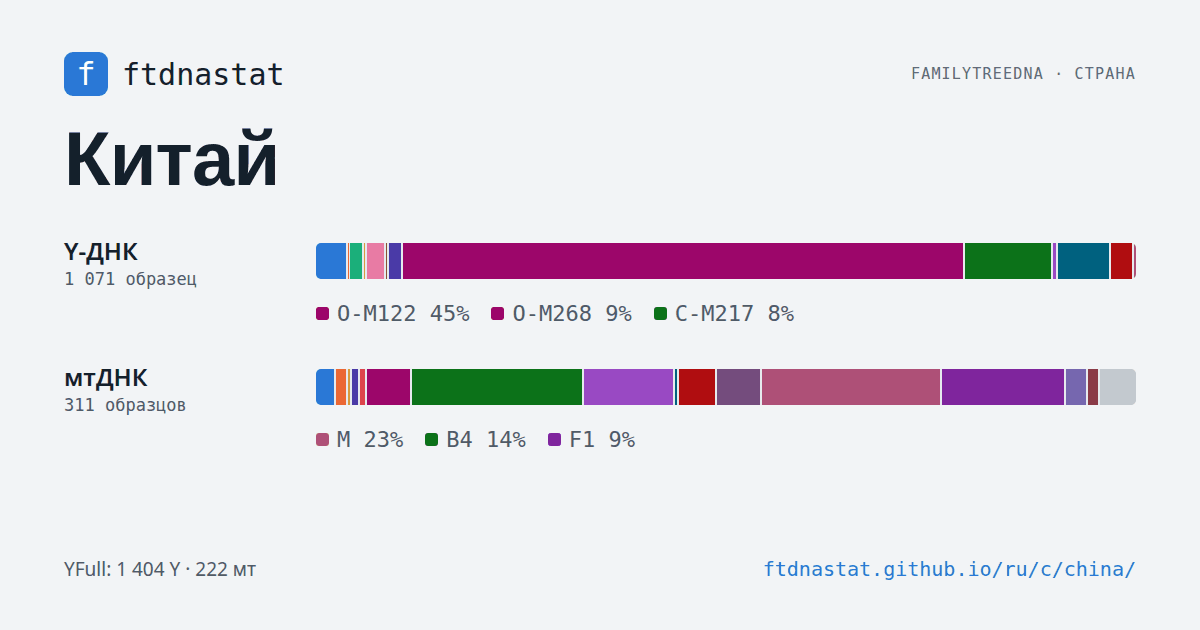 f ftdnastat
FAMILYTREEDNA · СТРАНА
Китай
Y-ДНК
1 071 образец
O-M122 45% O-M268 9% C-M217 8%
мтДНК
311 образцов
M 23% B4 14% F1 9%
YFull: 1 404 Y · 222 мт
ftdnastat.github.io/ru/c/china/